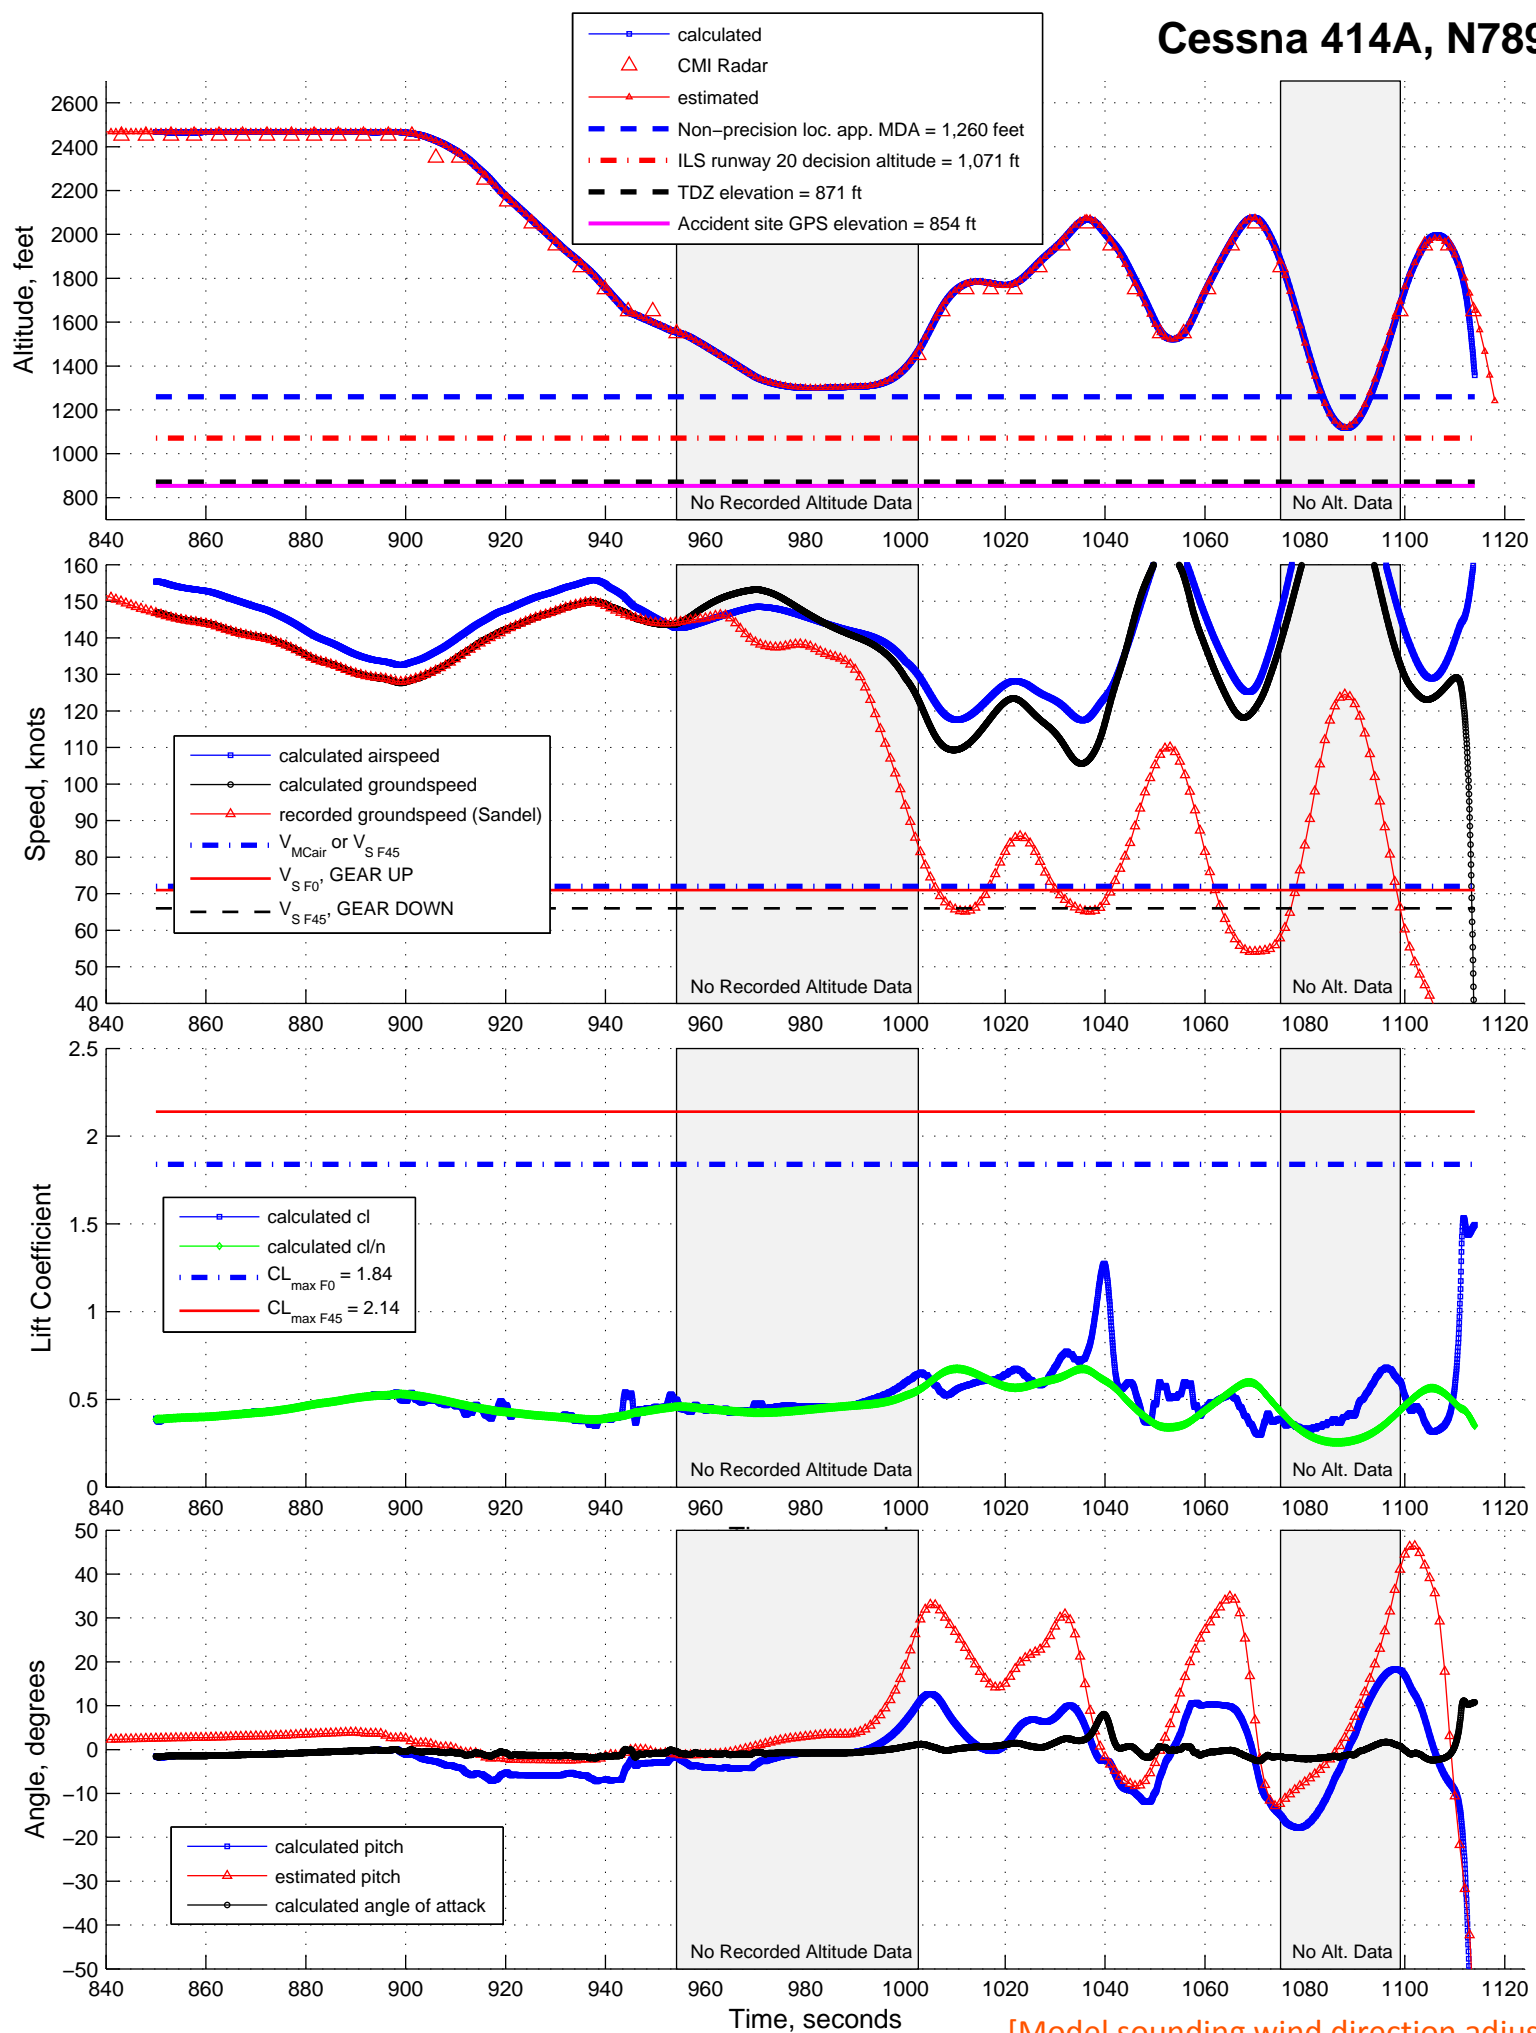 Cessna 414A, N789
calculated
CMI Radar
estimated
Non−precision loc. app. MDA = 1,260 feet
ILS runway 20 decision altitude = 1,071 ft
TDZ elevation = 871 ft
Accident site GPS elevation = 854 ft
Altitude, feet
2600
2400
2200
2000
1800
1600
1400
1200
1000
800
No Recorded Altitude Data
No Alt. Data
840 860 880 900 920 940 960 980 1000 1020 1040 1060 1080 1100 1120
Speed, knots
160
150
140
130
120
110
100
90
80
70
60
50
40
calculated airspeed
calculated groundspeed
recorded groundspeed (Sandel)
VMCair or VS F45
VS F0, GEAR UP
VS F45, GEAR DOWN
No Recorded Altitude Data
No Alt. Data
840 860 880 900 920 940 960 980 1000 1020 1040 1060 1080 1100 1120
Lift Coefficient
2.5
2
1.5
1
0.5
0
calculated cl
calculated cl/n
CLmax F0 = 1.84
CLmax F45 = 2.14
No Recorded Altitude Data
No Alt. Data
840 860 880 900 920 940 960 980 1000 1020 1040 1060 1080 1100 1120
Angle, degrees
50
40
30
20
10
0
−10
−20
−30
−40
−50
calculated pitch
estimated pitch
calculated angle of attack
No Recorded Altitude Data
No Alt. Data
840 860 880 900 920 940 960 980 1000 1020 1040 1060 1080 1100 1120
Time, seconds
[Model sounding wind direction adjus